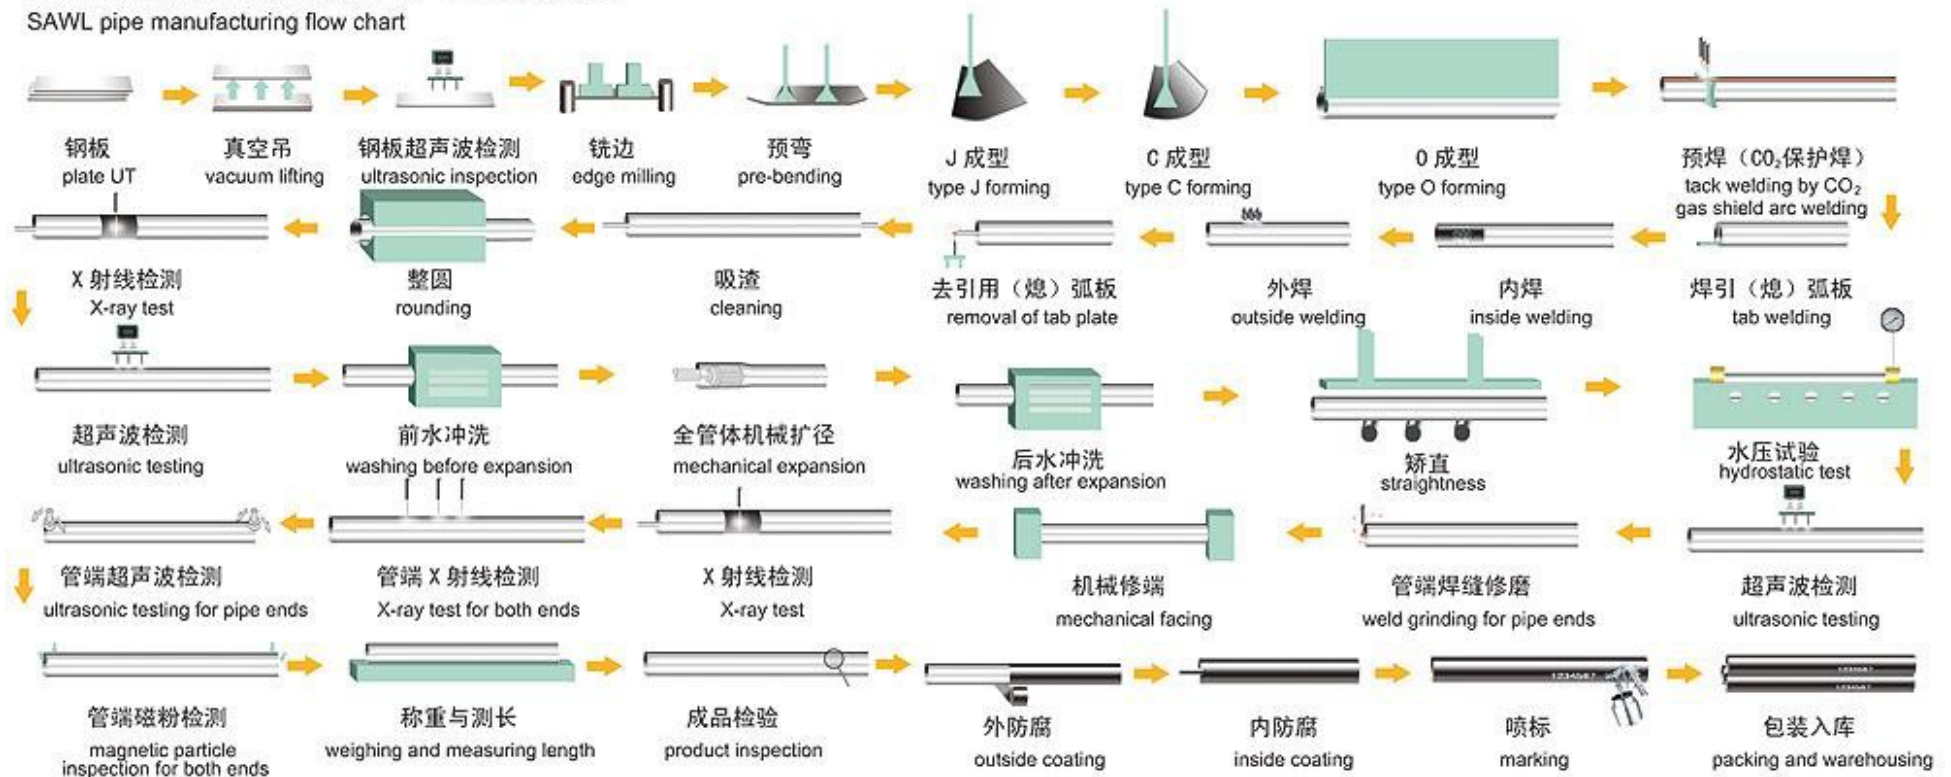 SAWL pipe manufacturing flow chart
钢板
plate UT
真空吊
vacuum lifting
钢板超声波检测
ultrasonic inspection
铣边
edge milling
预弯
pre-bending
J 成型
type J forming
C 成型
type C forming
O 成型
type O forming
预焊（CO₂保护焊）
tack welding by CO₂
gas shield arc welding
X 射线检测
X-ray test
整圆
rounding
吸渣
cleaning
去引用（熄）弧板
removal of tab plate
外焊
outside welding
内焊
inside welding
焊引（熄）弧板
tab welding
超声波检测
ultrasonic testing
前水冲洗
washing before expansion
全管体机械扩径
mechanical expansion
后水冲洗
washing after expansion
矫直
straightness
水压试验
hydrostatic test
管端超声波检测
ultrasonic testing for pipe ends
管端 X 射线检测
X-ray test for both ends
X 射线检测
X-ray test
机械修端
mechanical facing
管端焊缝修磨
weld grinding for pipe ends
超声波检测
ultrasonic testing
1234567
1234567
1234567
管端磁粉检测
magnetic particle
inspection for both ends
称重与测长
weighing and measuring length
成品检验
product inspection
外防腐
outside coating
内防腐
inside coating
喷标
marking
包装入库
packing and warehousing